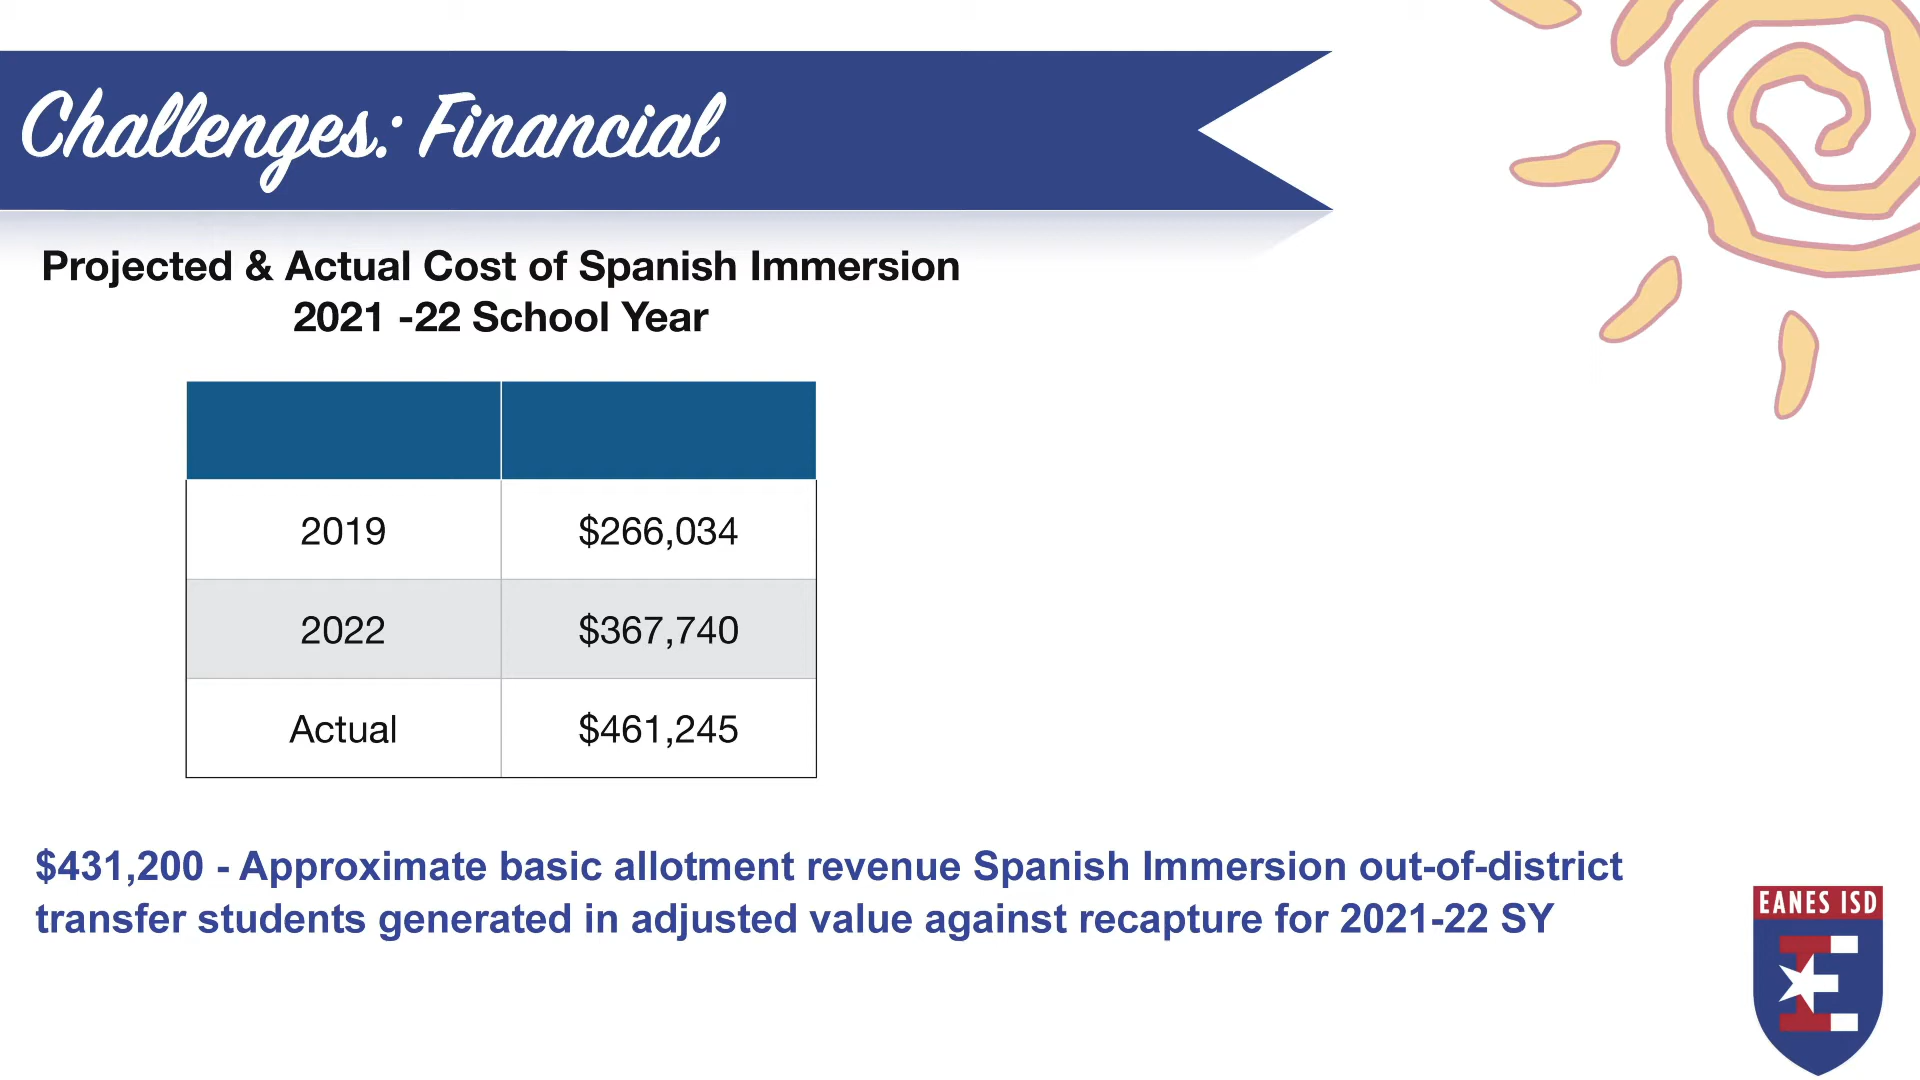 Challenges: Financial
Projected & Actual Cost of Spanish Immersion
2021 -22 School Year
2019 $266,034
2022 $367,740
Actual $461,245
$431,200 - Approximate basic allotment revenue Spanish Immersion out-of-district
transfer students generated in adjusted value against recapture for 2021-22 SY
EANES ISD
E